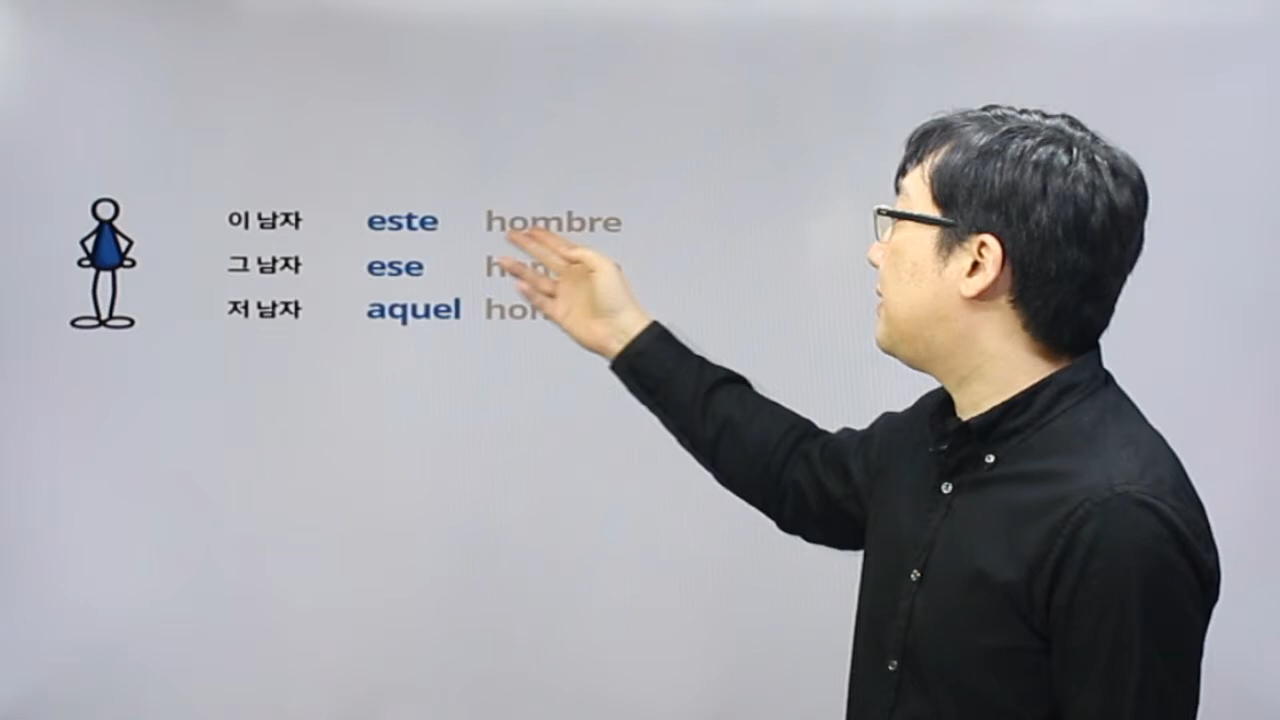 이 남자 este hombre
그 남자 ese
저 남자 aquel